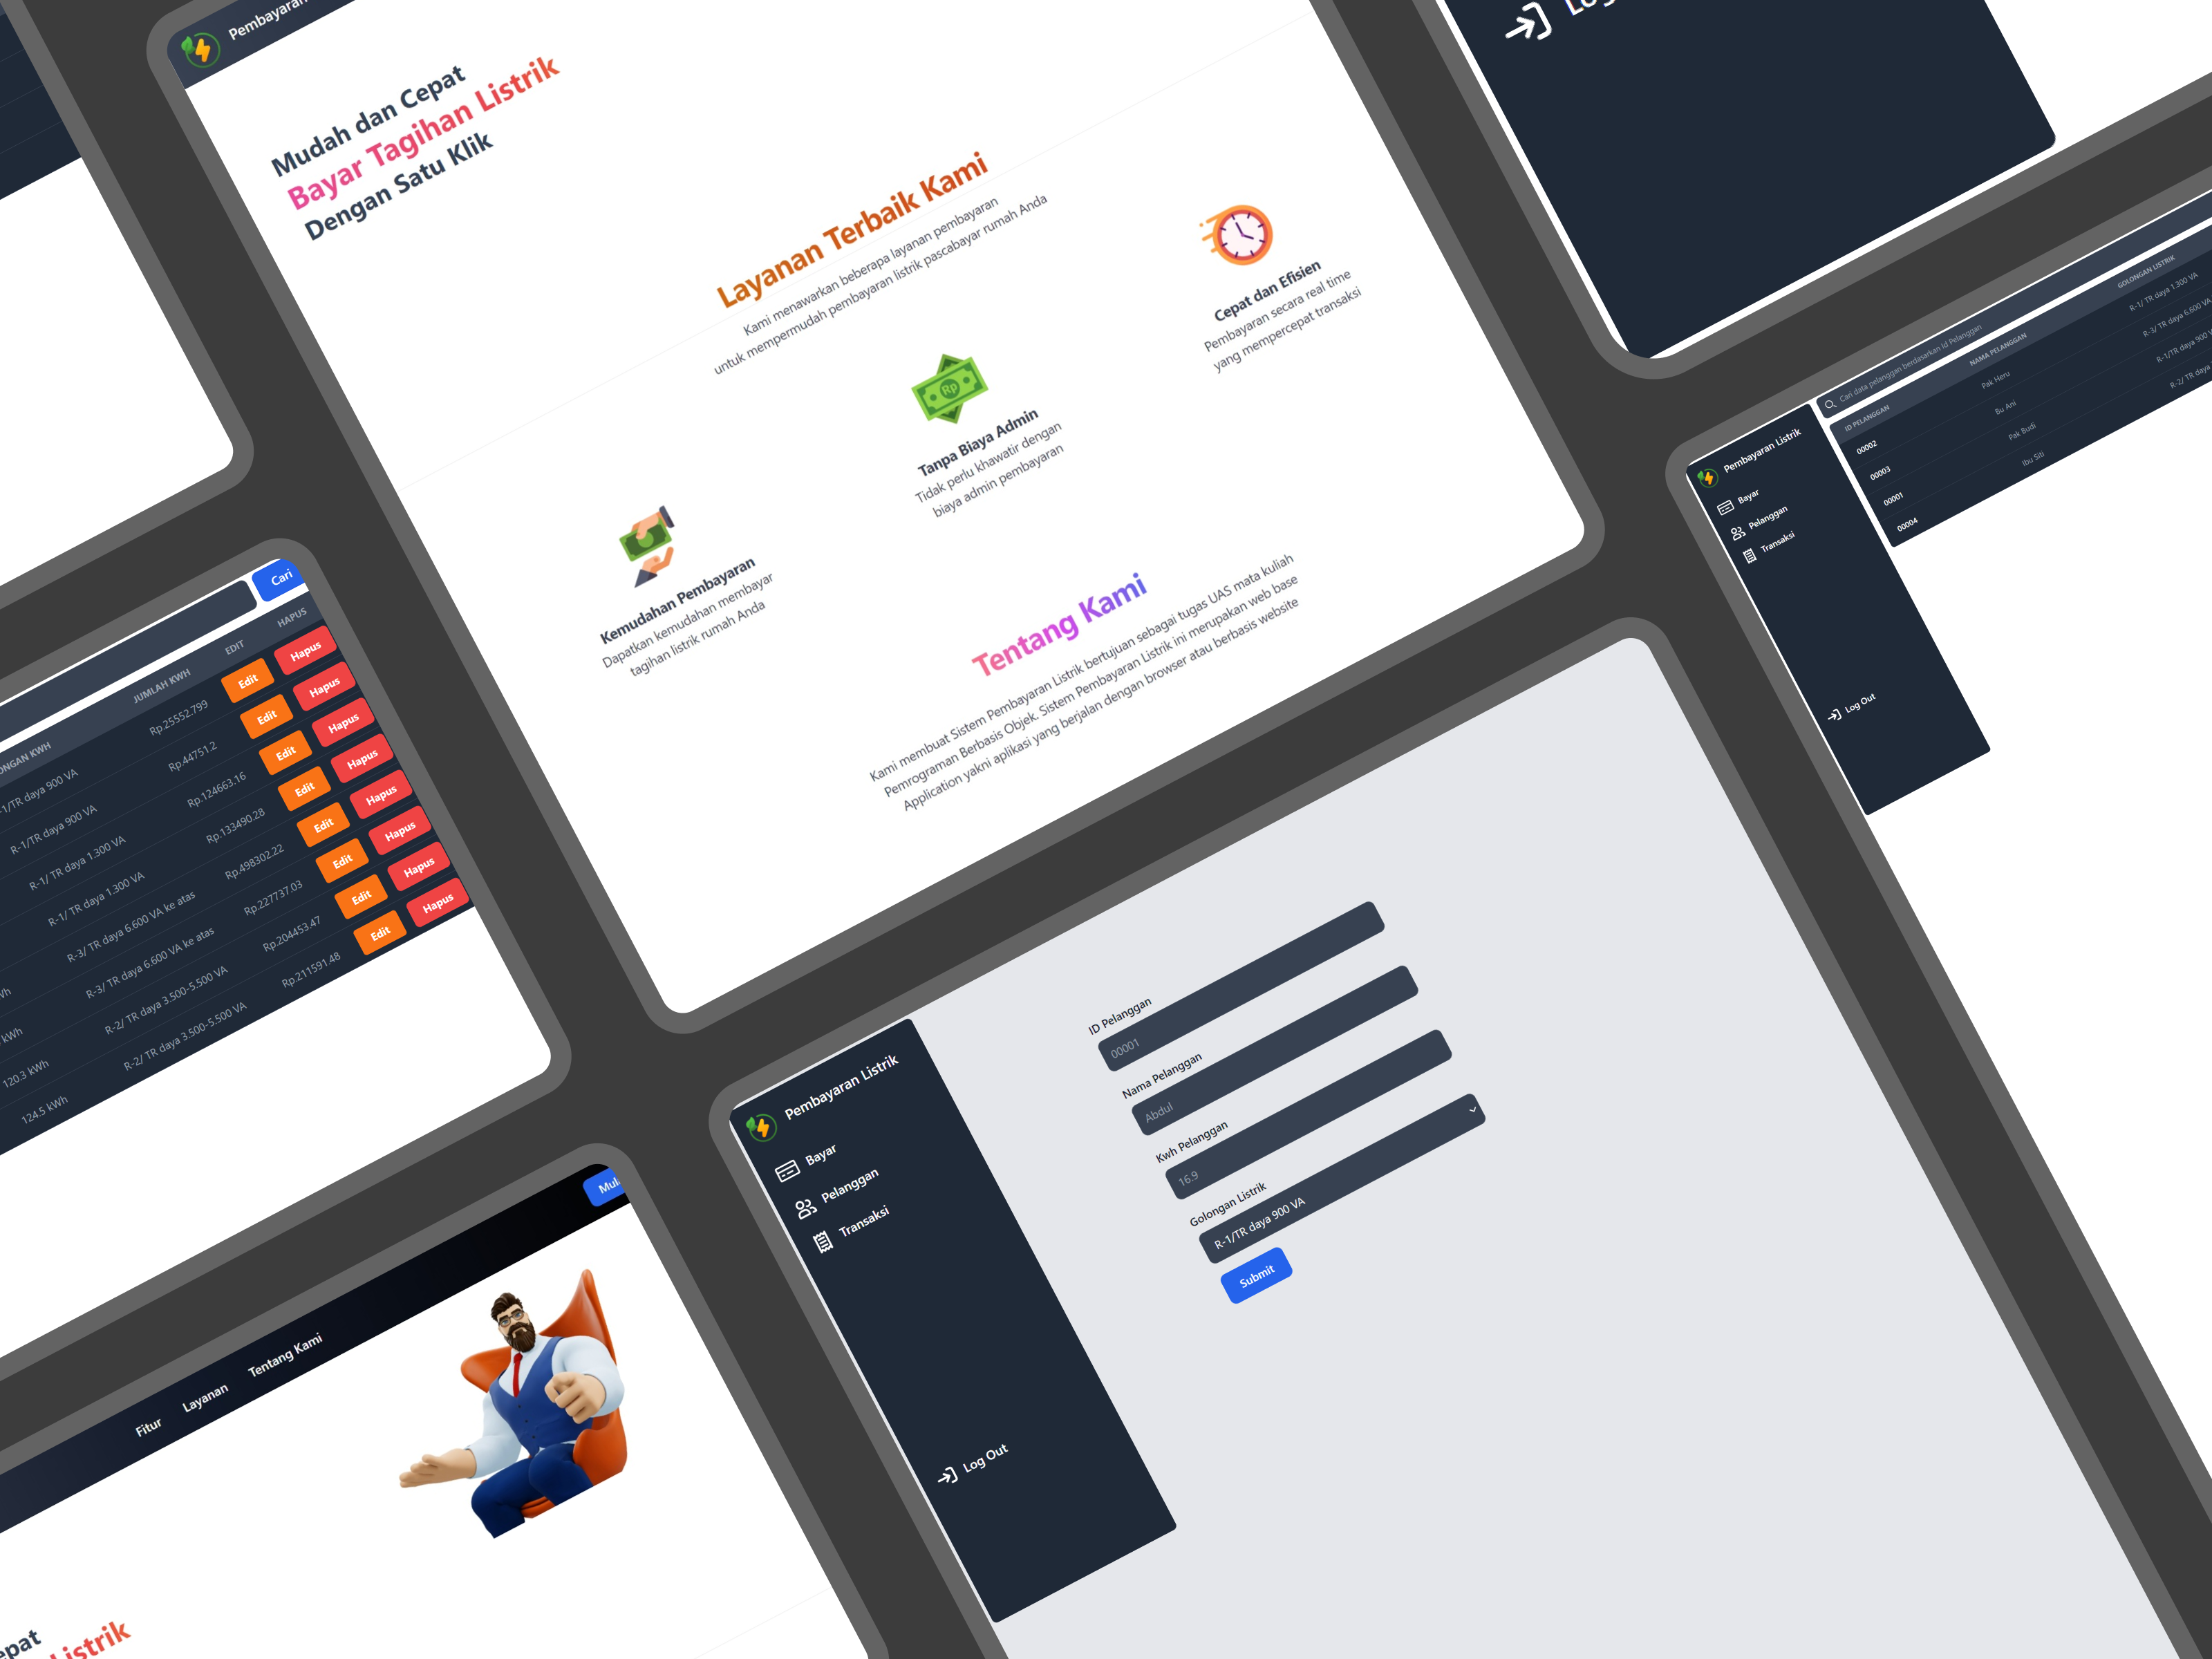 Pembayaran
Mudah dan Cepat
Bayar Tagihan Listrik
Dengan Satu Klik
Layanan Terbaik Kami
Kami menawarkan beberapa layanan pembayaran
untuk mempermudah pembayaran listrik pascabayar rumah Anda
Kemudahan Pembayaran
Dapatkan kemudahan membayar
tagihan listrik rumah Anda
Tanpa Biaya Admin
Tidak perlu khawatir dengan
biaya admin pembayaran
Cepat dan Efisien
Pembayaran secara real time
yang mempercepat transaksi
Rp
Tentang Kami
Kami membuat Sistem Pembayaran Listrik bertujuan sebagai tugas UAS mata kuliah
Pemrograman Berbasis Objek. Sistem Pembayaran Listrik ini merupakan web base
Application yakni aplikasi yang berjalan dengan browser atau berbasis website
Cari
JUMLAH KWH EDIT HAPUS
R-1/TR daya 900 VA Rp.25552.799 Edit Hapus
R-1/TR daya 900 VA Rp.44751.2 Edit Hapus
R-1/ TR daya 1.300 VA Rp.124663.16 Edit Hapus
R-1/ TR daya 1.300 VA Rp.133490.28 Edit Hapus
R-3/ TR daya 6.600 VA ke atas Rp.498302.22 Edit Hapus
kWh R-3/ TR daya 6.600 VA ke atas Rp.227737.03 Edit Hapus
120.3 kWh R-2/ TR daya 3.500-5.500 VA Rp.204453.47 Edit Hapus
124.5 kWh R-2/ TR daya 3.500-5.500 VA Rp.211591.48 Edit Hapus
Fitur Layanan Tentang Kami
Listrik
Pembayaran Listrik
Bayar
Pelanggan
Transaksi
Log Out
ID Pelanggan
00001
Nama Pelanggan
Abdul
Kwh Pelanggan
16.9
Golongan Listrik
R-1/TR daya 900 VA
Submit
Pembayaran Listrik
Bayar
Pelanggan
Transaksi
Log Out
Cari data pelanggan berdasarkan Id Pelanggan
ID PELANGGAN NAMA PELANGGAN GOLONGAN LISTRIK
00002 Pak Heru R-1/ TR daya 1.300 VA
00003 Bu Ani R-3/ TR daya 6.600 VA
00001 Pak Budi R-1/TR daya 900
00004 Ibu Siti R-2/ TR daya